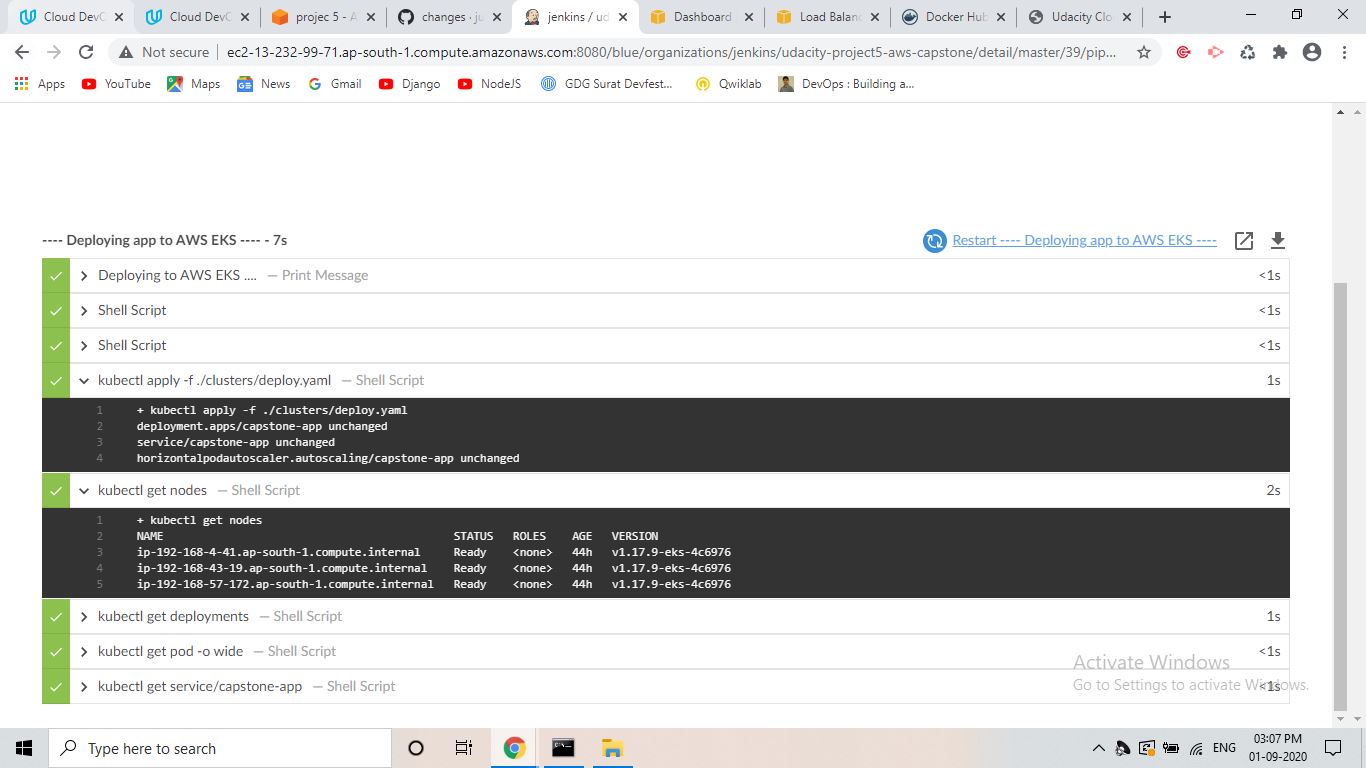 Cloud DevO
Cloud DevO
projec 5 - A
changes · ju
jenkins / ud
Dashboard
Load Balanc
Docker Hub
Udacity Clo
Not secure
ec2-13-232-99-71.ap-south-1.compute.amazonaws.com:8080/blue/organizations/jenkins/udacity-project5-aws-capstone/detail/master/39/pip...
Apps
YouTube
Maps
News
Gmail
Django
NodeJS
GDG Surat Devfest...
Qwiklab
DevOps : Building a...
---- Deploying app to AWS EKS ---- - 7s
Restart ---- Deploying app to AWS EKS ----
Deploying to AWS EKS .... — Print Message <1s
Shell Script <1s
Shell Script <1s
kubectl apply -f ./clusters/deploy.yaml — Shell Script 1s
1 + kubectl apply -f ./clusters/deploy.yaml
2 deployment.apps/capstone-app unchanged
3 service/capstone-app unchanged
4 horizontalpodautoscaler.autoscaling/capstone-app unchanged
kubectl get nodes — Shell Script 2s
1 + kubectl get nodes
2 NAME STATUS ROLES AGE VERSION
3 ip-192-168-4-41.ap-south-1.compute.internal Ready <none> 44h v1.17.9-eks-4c6976
4 ip-192-168-43-19.ap-south-1.compute.internal Ready <none> 44h v1.17.9-eks-4c6976
5 ip-192-168-57-172.ap-south-1.compute.internal Ready <none> 44h v1.17.9-eks-4c6976
kubectl get deployments — Shell Script 1s
kubectl get pod -o wide — Shell Script <1s
kubectl get service/capstone-app — Shell Script <1s
Activate Windows
Go to Settings to activate Windows.
Type here to search
ENG
03:07 PM
01-09-2020